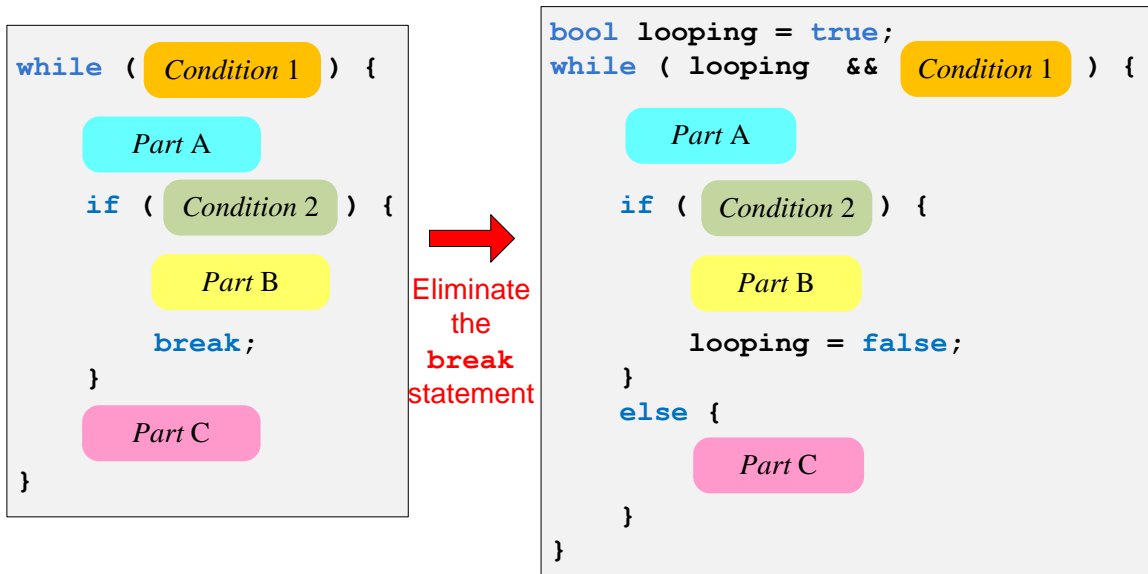 while ( Condition 1 ) {
Part A
if ( Condition 2 ) {
Part B
break;
}
Part C
}
Eliminate
the
break
statement
bool looping = true;
while ( looping && Condition 1 ) {
Part A
if ( Condition 2 ) {
Part B
looping = false;
}
else {
Part C
}
}